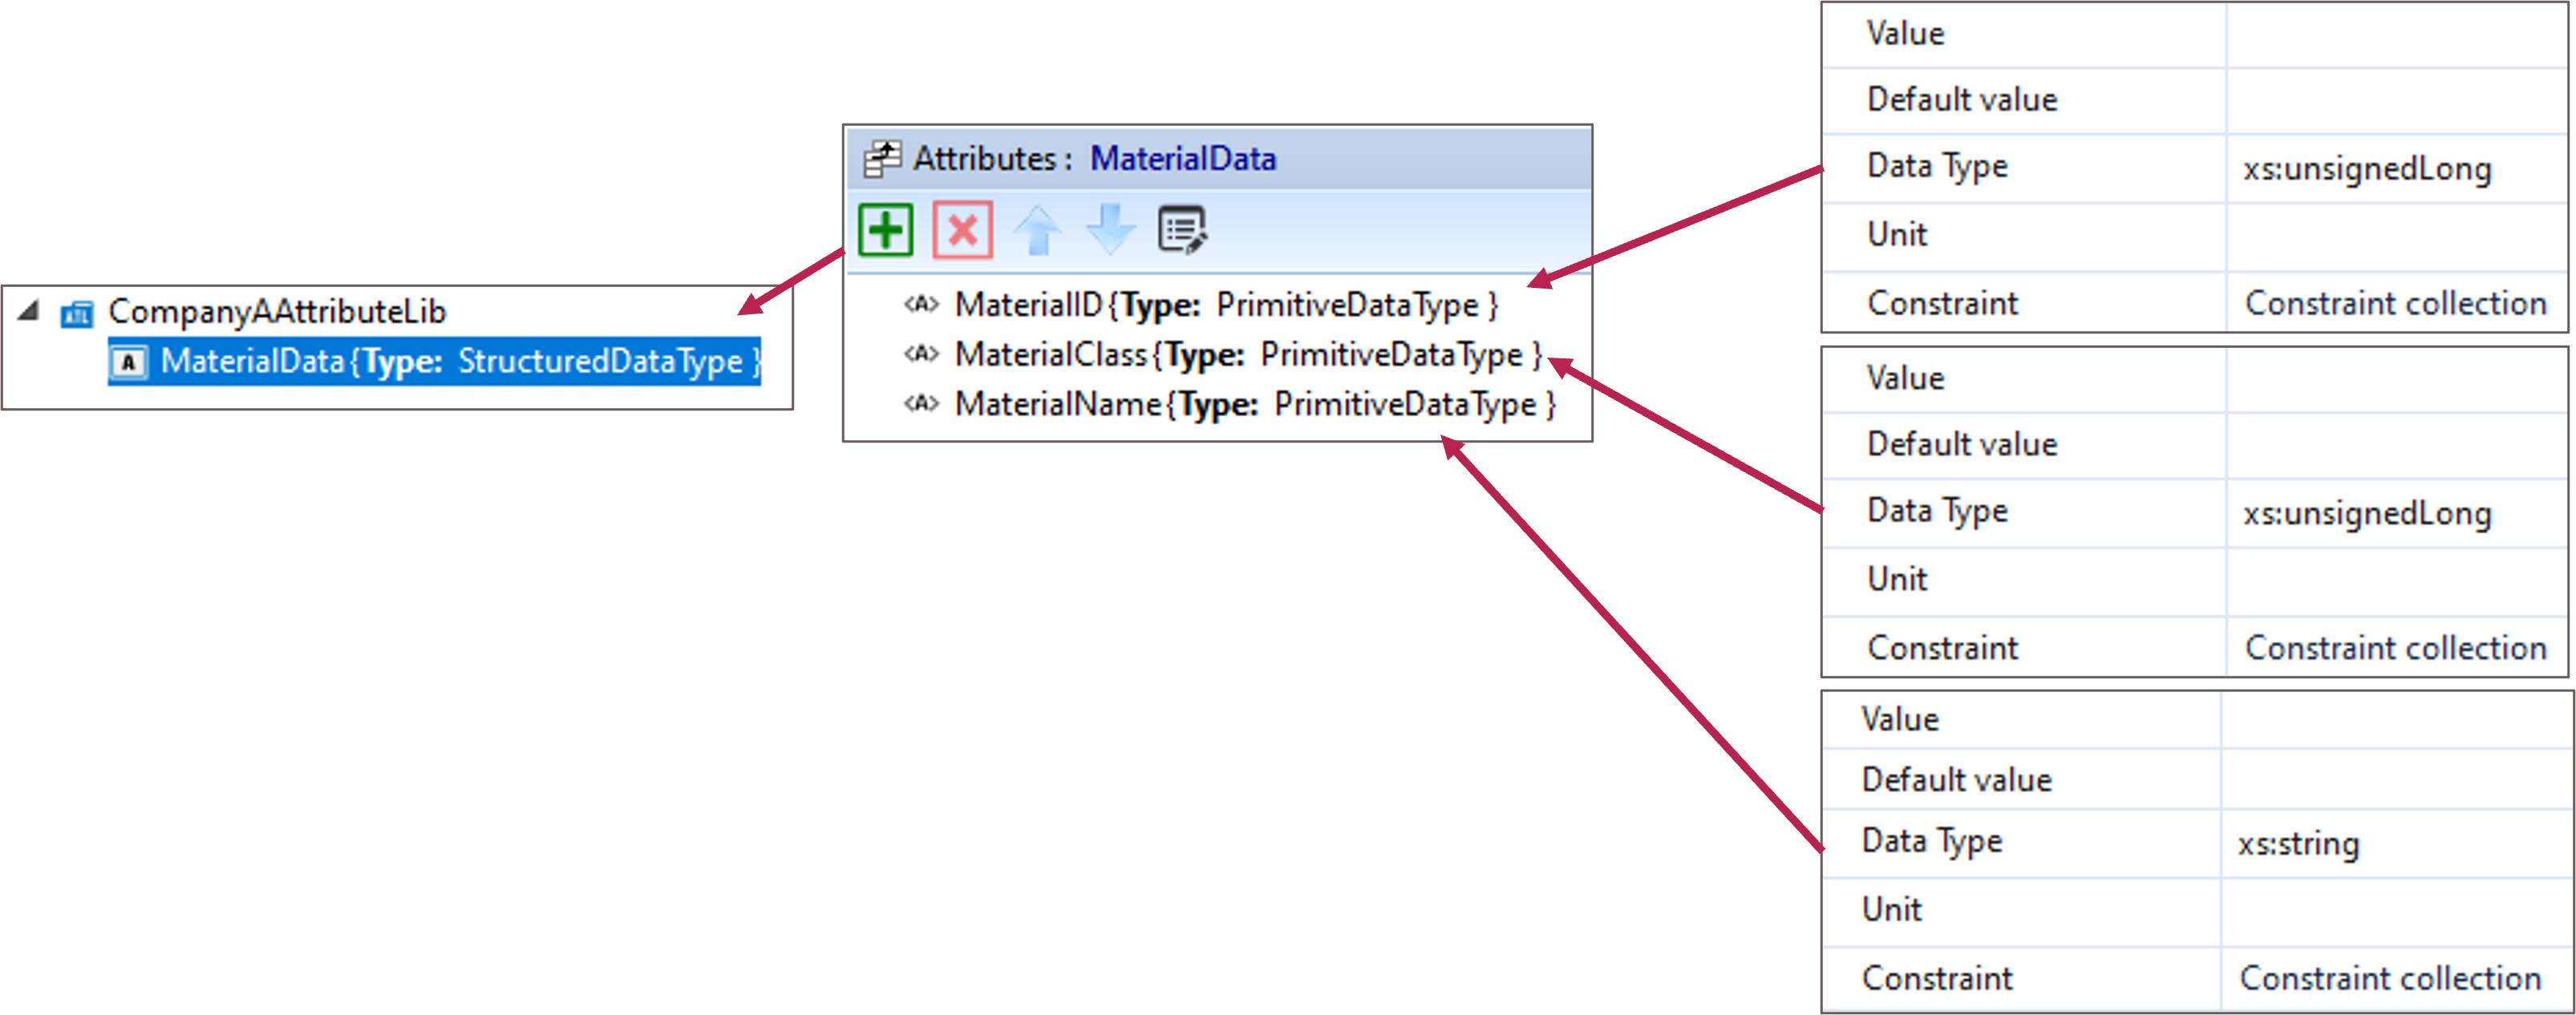 CompanyAAttributeLib
A MaterialData{Type: StructuredDataType }
Attributes : MaterialData
<A> MaterialID{Type: PrimitiveDataType }
<A> MaterialClass{Type: PrimitiveDataType }
<A> MaterialName{Type: PrimitiveDataType }
Value
Default value
Data Type xs:unsignedLong
Unit
Constraint Constraint collection
Value
Default value
Data Type xs:unsignedLong
Unit
Constraint Constraint collection
Value
Default value
Data Type xs:string
Unit
Constraint Constraint collection